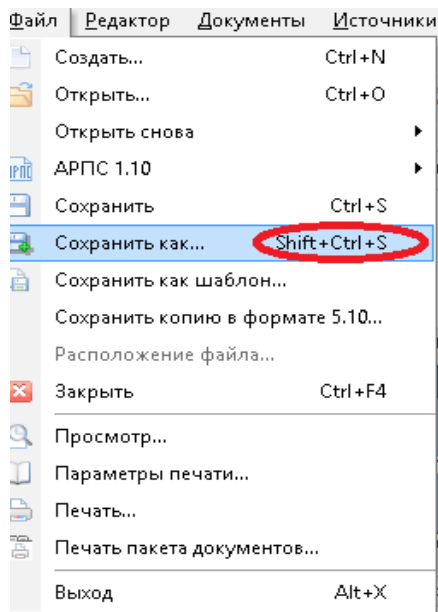 Файл Редактор Документы Источники
Создать... Ctrl+N
Открыть... Ctrl+O
Открыть снова
АРПС 1.10
Сохранить Ctrl+S
Сохранить как... Shift+Ctrl+S
Сохранить как шаблон...
Сохранить копию в формате 5.10...
Расположение файла...
Закрыть Ctrl+F4
Просмотр...
Параметры печати...
Печать...
Печать пакета документов...
Выход Alt+X